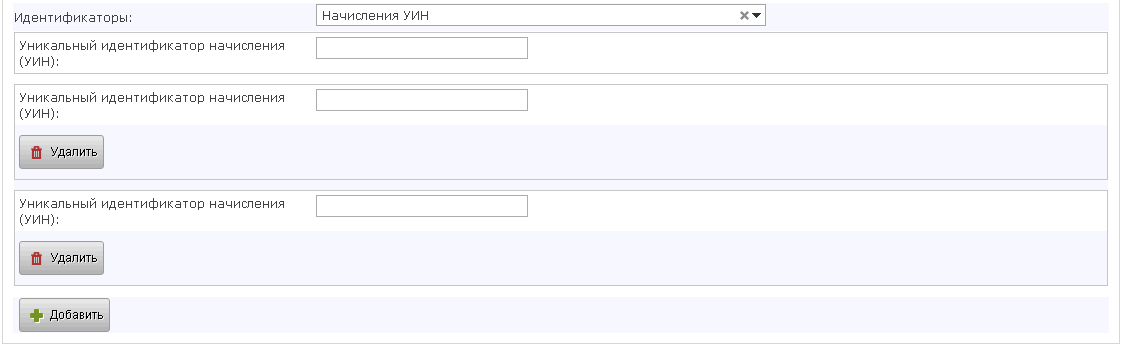 Идентификаторы:
Начисления УИН
Уникальный идентификатор начисления
(УИН):
Уникальный идентификатор начисления
(УИН):
Удалить
Уникальный идентификатор начисления
(УИН):
Удалить
Добавить